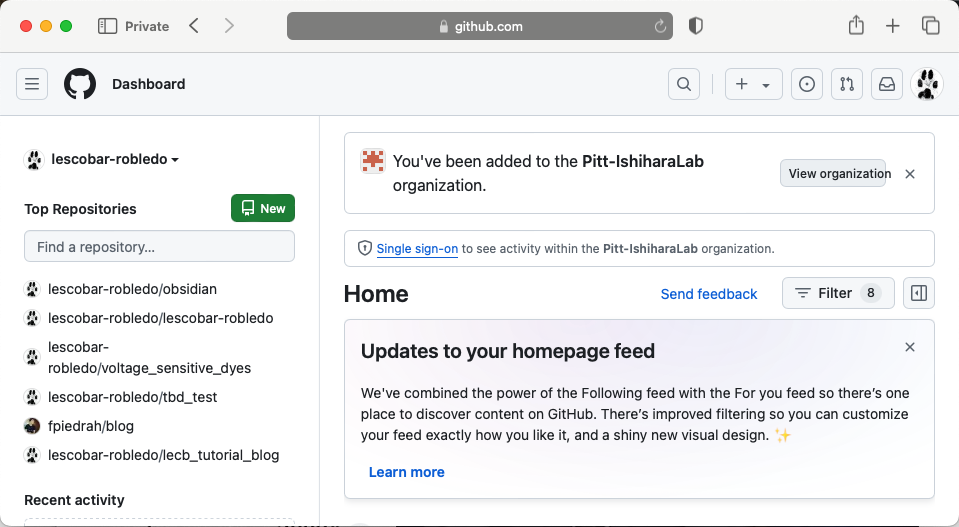 Private
github.com
Dashboard
lescobar-robledo
Top Repositories
New
Find a repository...
lescobar-robledo/obsidian
lescobar-robledo/lescobar-robledo
lescobar-
robledo/voltage_sensitive_dyes
lescobar-robledo/tbd_test
fpiedrah/blog
lescobar-robledo/lecb_tutorial_blog
Recent activity
You've been added to the Pitt-IshiharaLab
organization.
View organization
Single sign-on to see activity within the Pitt-IshiharaLab organization.
Home
Send feedback
Filter 8
Updates to your homepage feed
We've combined the power of the Following feed with the For you feed so there’s one
place to discover content on GitHub. There’s improved filtering so you can customize
your feed exactly how you like it, and a shiny new visual design. ✨
Learn more